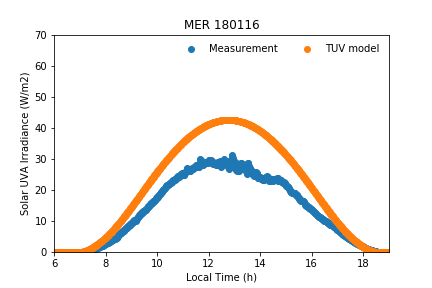 MER 180116
Measurement TUV model
Solar UVA Irradiance (W/m2)
70
60
50
40
30
20
10
0
6 8 10 12 14 16 18
Local Time (h)